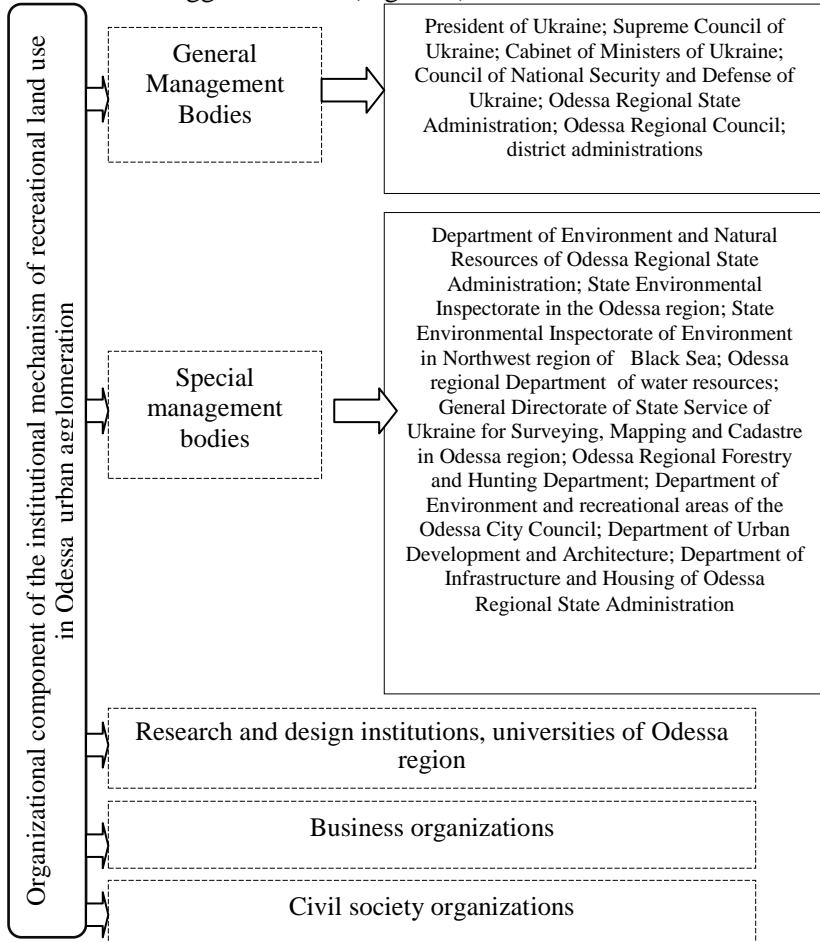 General
Management
Bodies
President of Ukraine; Supreme Council of
Ukraine; Cabinet of Ministers of Ukraine;
Council of National Security and Defense of
Ukraine; Odessa Regional State
Administration; Odessa Regional Council;
district administrations
Organizational component of the institutional mechanism of recreational land use
in Odessa urban agglomeration
Special
management
bodies
Department of Environment and Natural
Resources of Odessa Regional State
Administration; State Environmental
Inspectorate in the Odessa region; State
Environmental Inspectorate of Environment
in Northwest region of Black Sea; Odessa
regional Department of water resources;
General Directorate of State Service of
Ukraine for Surveying, Mapping and Cadastre
in Odessa region; Odessa Regional Forestry
and Hunting Department; Department of
Environment and recreational areas of the
Odessa City Council; Department of Urban
Development and Architecture; Department of
Infrastructure and Housing of Odessa
Regional State Administration
Research and design institutions, universities of Odessa
region
Business organizations
Civil society organizations